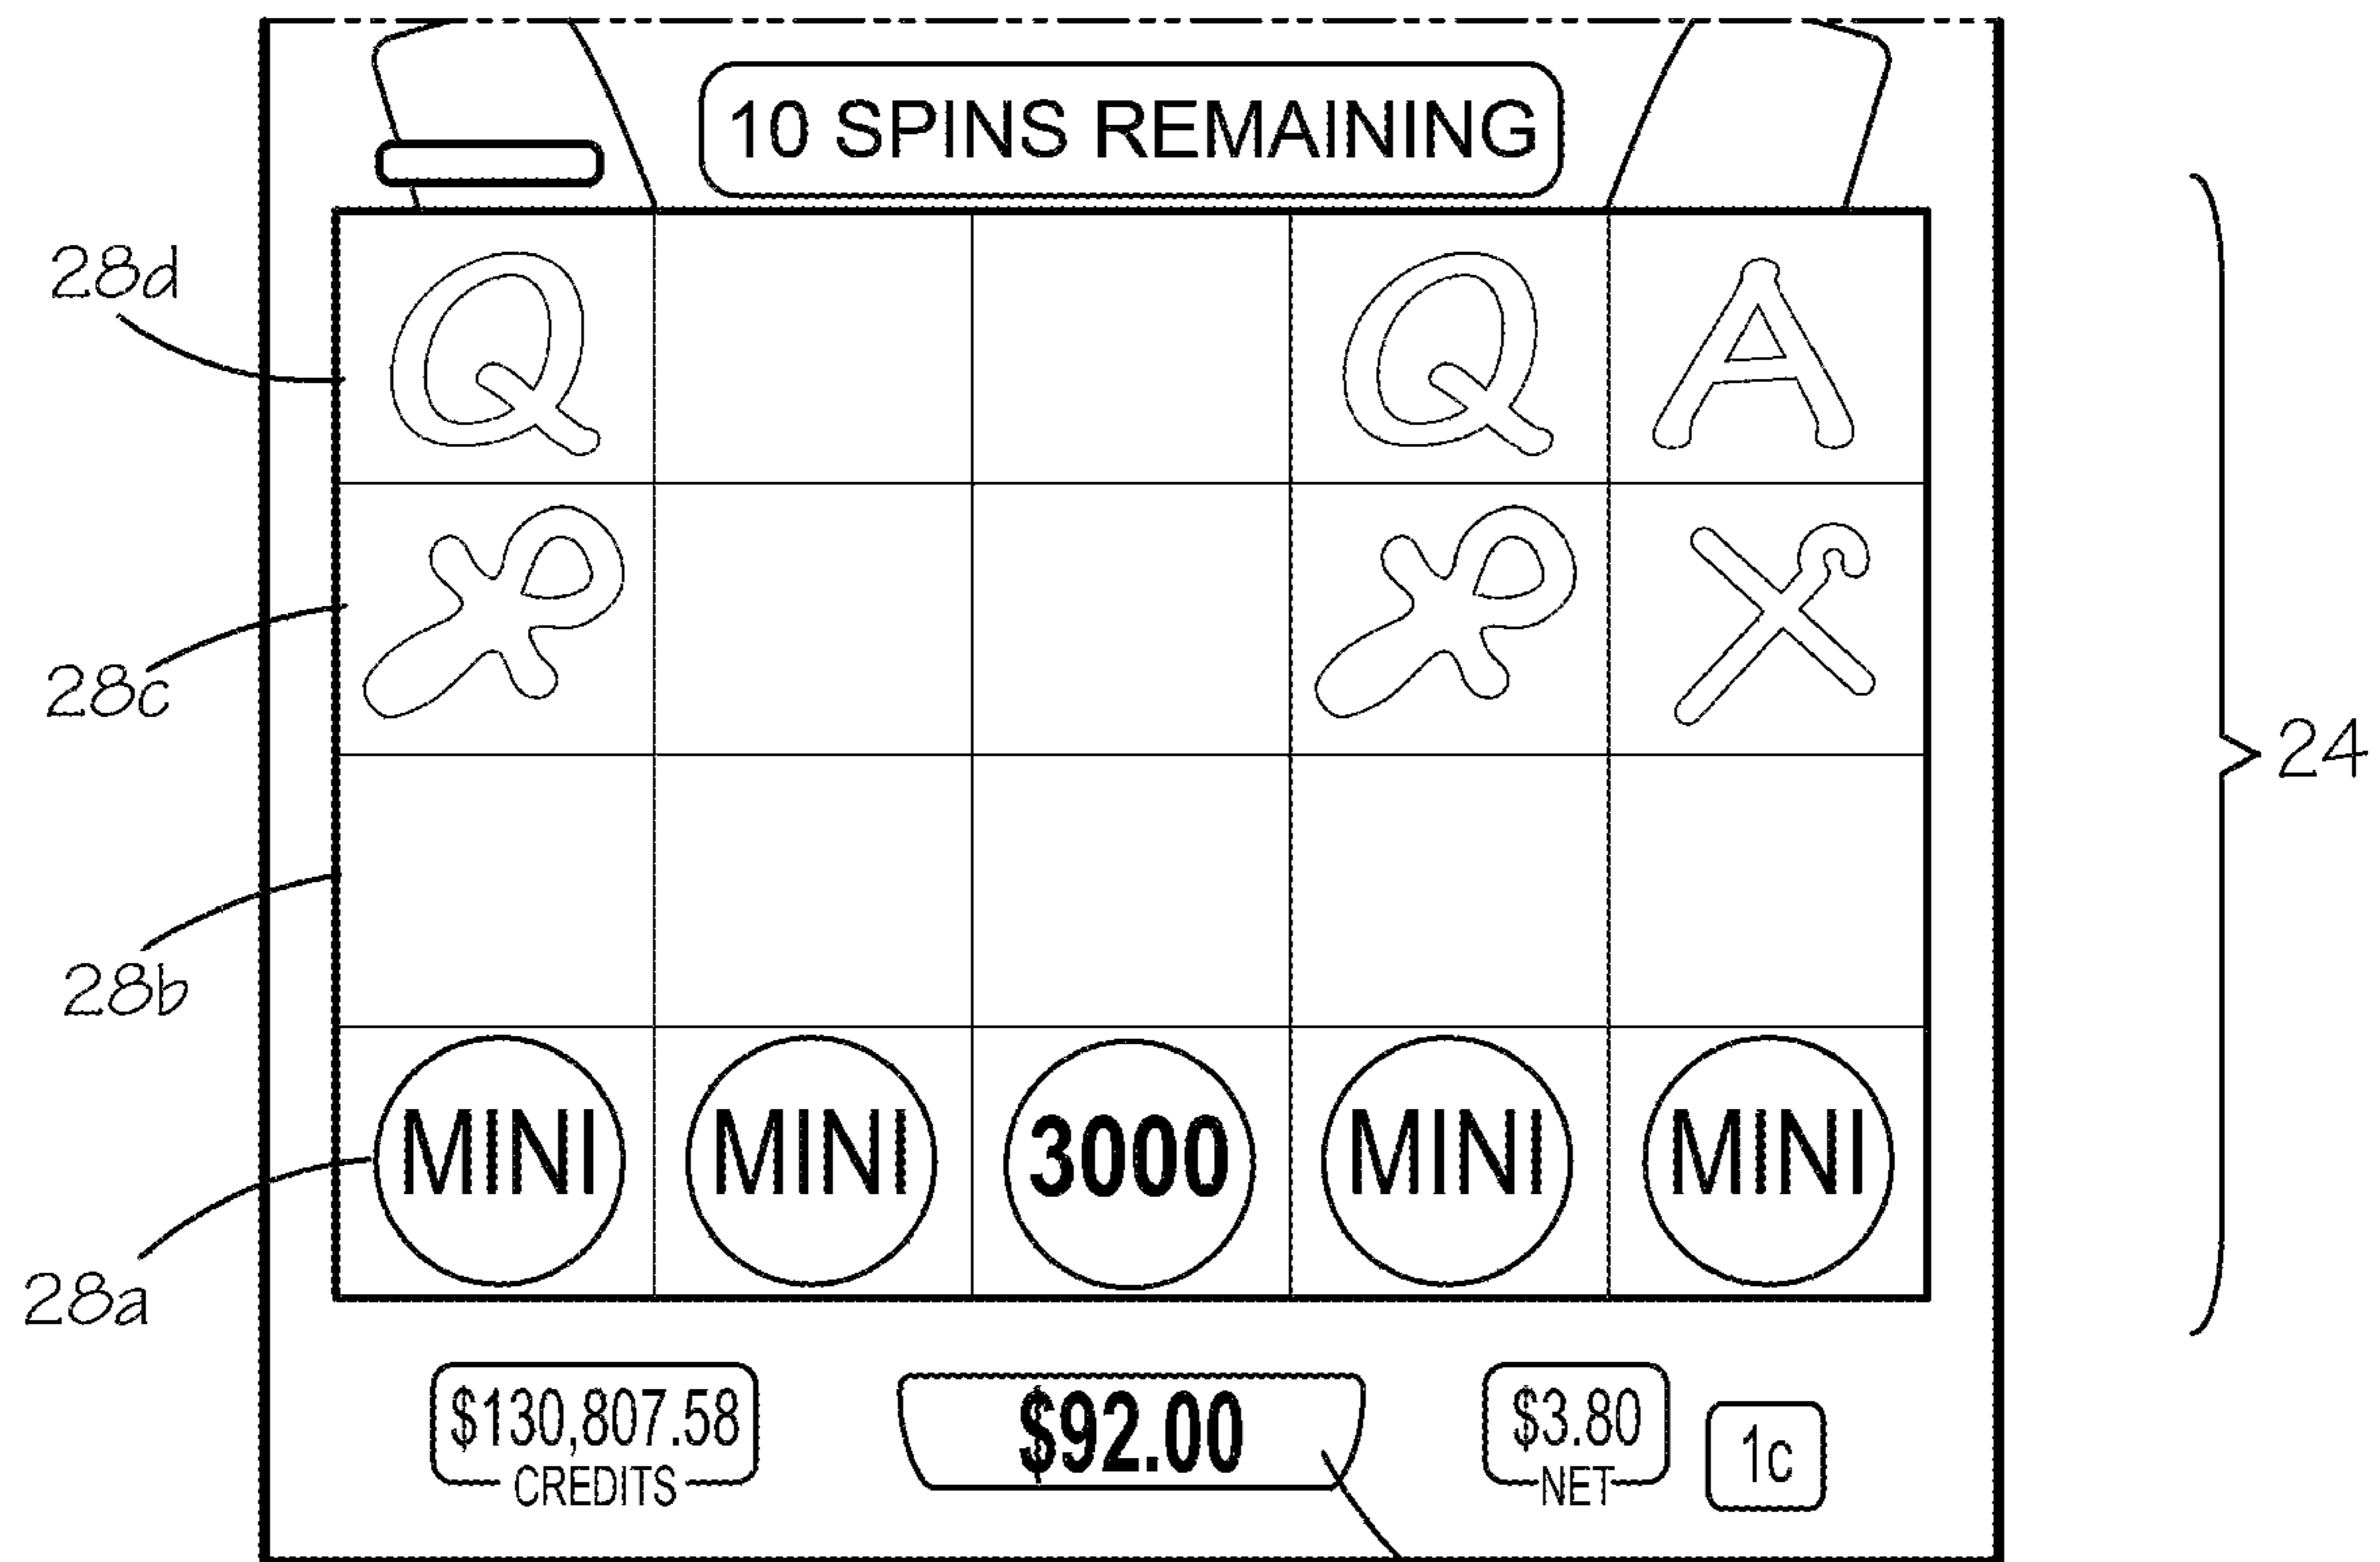 10 SPINS REMAINING
28d
Q Q A
28c
24
28b
MINI MINI 3000 MINI MINI
28a
$130,807.58 $92.00 $3.80 1c
CREDITS NET